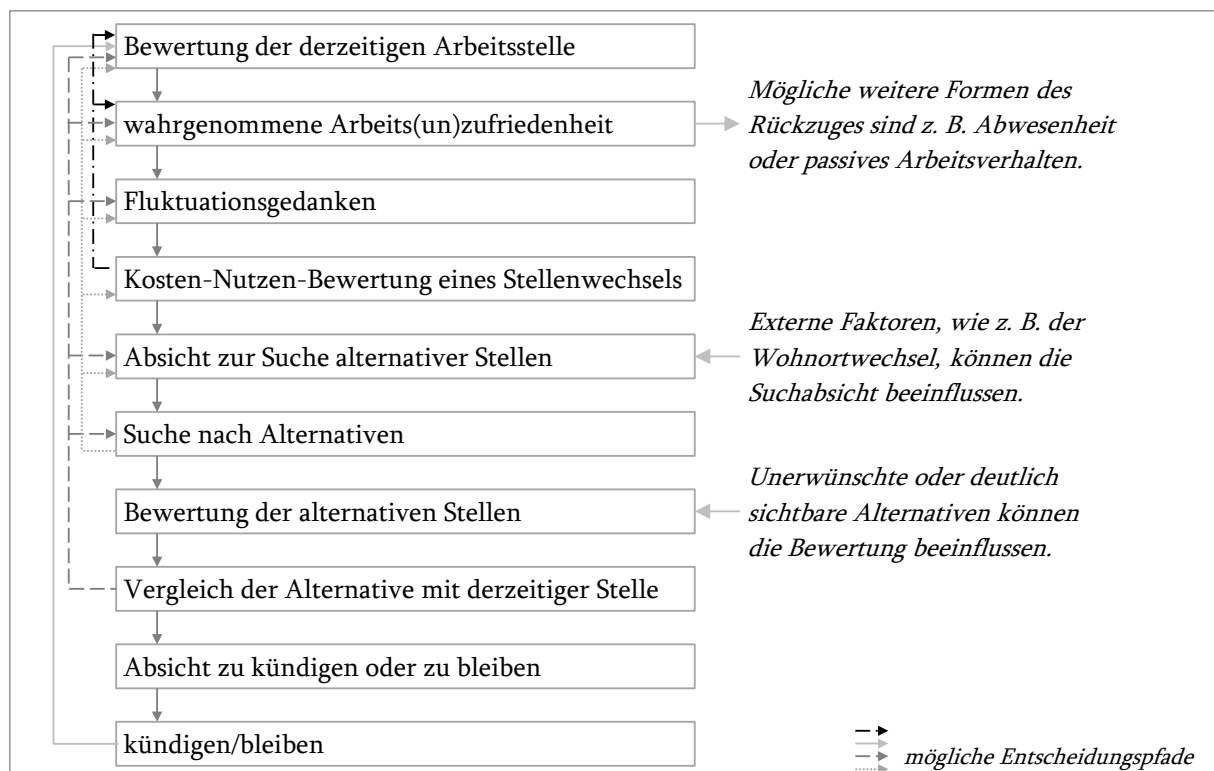 Bewertung der derzeitigen Arbeitsstelle
wahrgenommene Arbeits(un)zufriedenheit
Mögliche weitere Formen des
Rückzuges sind z. B. Abwesenheit
oder passives Arbeitsverhalten.
Fluktuationsgedanken
Kosten-Nutzen-Bewertung eines Stellenwechsels
Absicht zur Suche alternativer Stellen
Externe Faktoren, wie z. B. der
Wohnortwechsel, können die
Suchabsicht beeinflussen.
Suche nach Alternativen
Bewertung der alternativen Stellen
Unerwünschte oder deutlich
sichtbare Alternativen können
die Bewertung beeinflussen.
Vergleich der Alternative mit derzeitiger Stelle
Absicht zu kündigen oder zu bleiben
kündigen/bleiben
mögliche Entscheidungspfade